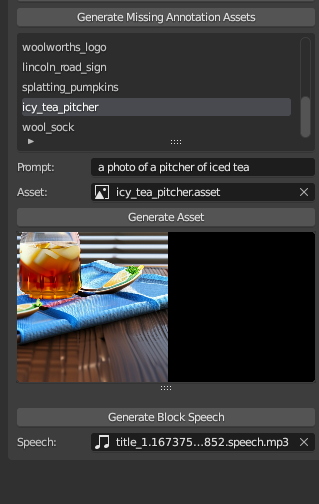 Generate Missing Annotation Assets
woolworths_logo
lincoln_road_sign
splatting_pumpkins
icy_tea_pitcher
wool_sock
Prompt: a photo of a pitcher of iced tea
Asset: icy_tea_pitcher.asset
Generate Asset
Generate Block Speech
Speech: title_1.167375...852.speech.mp3